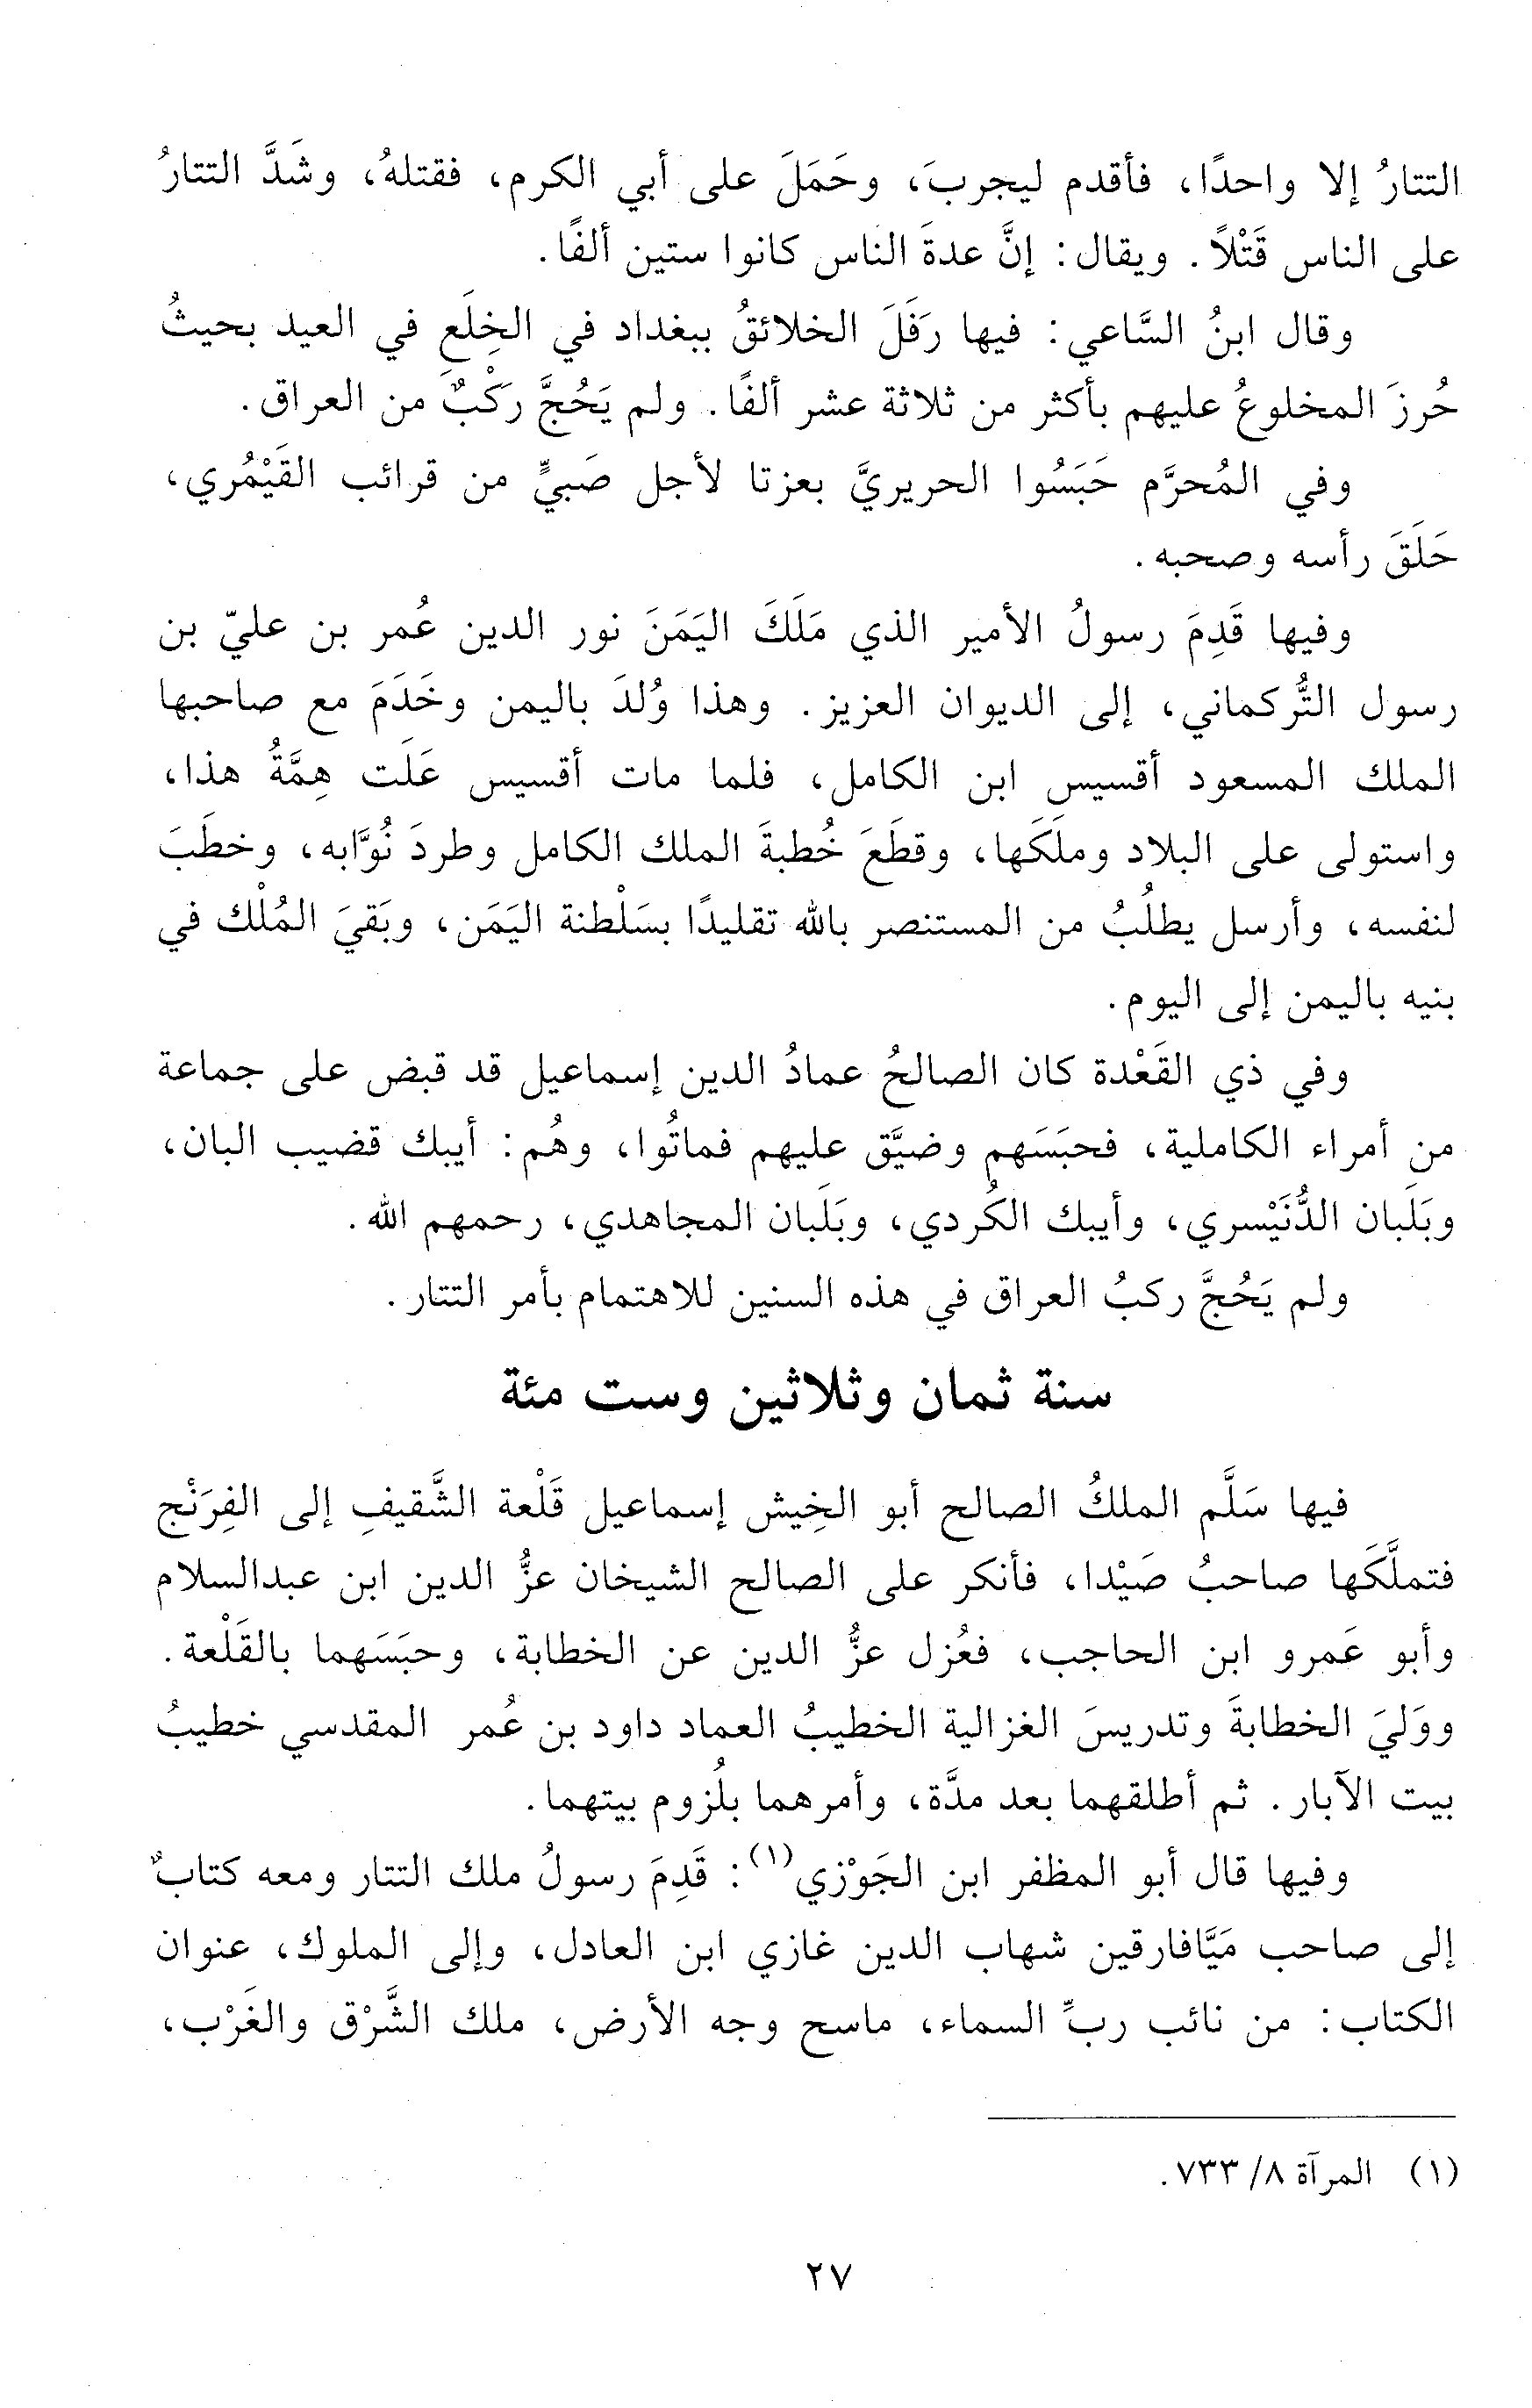 التتارُ إلا واحدًا، فأقدم ليجربَ، وحَمَلَ على أبي الكرم، فقتلهُ، وشَدَّ التتارُ
على الناس قَتْلاً. ويقال: إنَّ عدةَ الناس كانوا ستين ألفًا.
وقال ابنُ السَّاعي: فيها رَفَلَ الخلائقُ ببغداد في الخِلَعِ في العيد بحيثُ
حُرزَ المخلوعُ عليهم بأكثر من ثلاثة عشر ألفًا. ولم يَحُجَّ رَكْبٌ من العراق.
وفي المُحرَّم حَبَسُوا الحريريَّ بعزتا لأجل صَبيٍّ من قرائب القَيْمُري،
حَلَقَ رأسه وصحبه.
وفيها قَدِمَ رسولُ الأمير الذي مَلَكَ اليَمَنَ نور الدين عُمر بن عليّ بن
رسول التُّركماني، إلى الديوان العزيز. وهذا وُلدَ باليمن وخَدَمَ مع صاحبها
الملك المسعود أقسيس ابن الكامل، فلما مات أقسيس عَلَت هِمَّةُ هذا،
واستولى على البلاد وملَكَها، وقطَعَ خُطبةَ الملك الكامل وطردَ نُوَّابه، وخطَبَ
لنفسه، وأرسل يطلُبُ من المستنصر بالله تقليدًا بسَلْطنة اليَمَن، وبَقيَ المُلْك في
بنيه باليمن إلى اليوم.
وفي ذي القَعْدة كان الصالحُ عمادُ الدين إسماعيل قد قبض على جماعة
من أمراء الكاملية، فحبَسَهم وضيَّق عليهم فماتُوا، وهُم: أيبك قضيب البان،
وبَلَبان الدُّنَيْسري، وأيبك الكُردي، وبَلَبان المجاهدي، رحمهم الله.
ولم يَحُجَّ ركبُ العراق في هذه السنين للاهتمام بأمر التتار.
سنة ثمان وثلاثين وست مئة
فيها سَلَّم الملكُ الصالح أبو الخِيش إسماعيل قَلْعة الشَّقيفِ إلى الفِرَنْج
فتملَّكَها صاحبُ صَيْدا، فأنكر على الصالح الشيخان عزُّ الدين ابن عبدالسلام
وأبو عَمرو ابن الحاجب، فعُزل عزُّ الدين عن الخطابة، وحبَسَهما بالقَلْعة.
ووَليَ الخطابةَ وتدريسَ الغزالية الخطيبُ العماد داود بن عُمر المقدسي خطيبُ
بيت الآبار. ثم أطلقهما بعد مدَّة، وأمرهما بلُزوم بيتهما.
وفيها قال أبو المظفر ابن الجَوْزي(١): قَدِمَ رسولُ ملك التتار ومعه كتابٌ
إلى صاحب مَيَّافارقين شهاب الدين غازي ابن العادل، وإلى الملوك، عنوان
الكتاب: من نائب ربِّ السماء، ماسح وجه الأرض، ملك الشَّرْق والغَرْب،
(١) المرآة ٨/ ٧٣٣.
٢٧